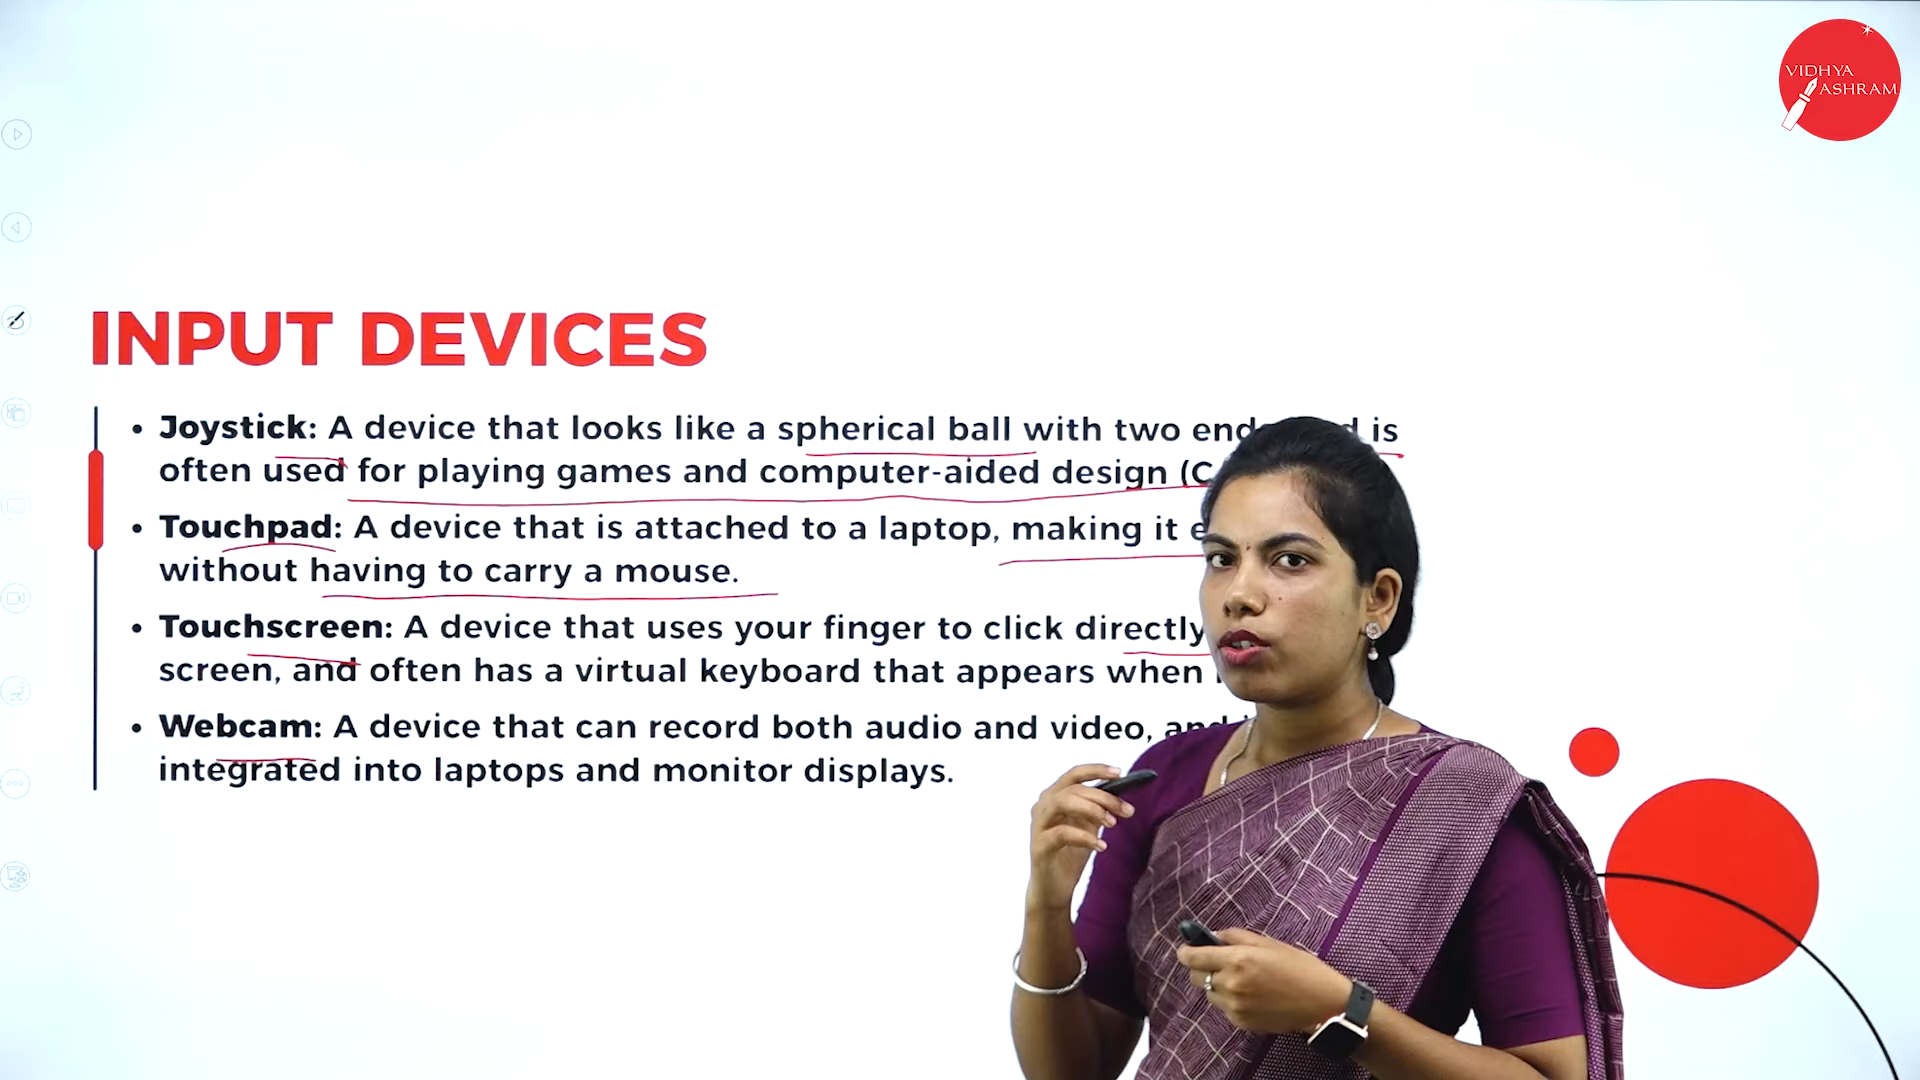 VIDHYA
ASHRAM
INPUT DEVICES
• Joystick: A device that looks like a spherical ball with two is
often used for playing games and computer-aided design
• Touchpad: A device that is attached to a laptop, making it
without having to carry a mouse.
• Touchscreen: A device that uses your finger to click directly
screen, and often has a virtual keyboard that appears when
• Webcam: A device that can record both audio and video,
integrated into laptops and monitor displays.